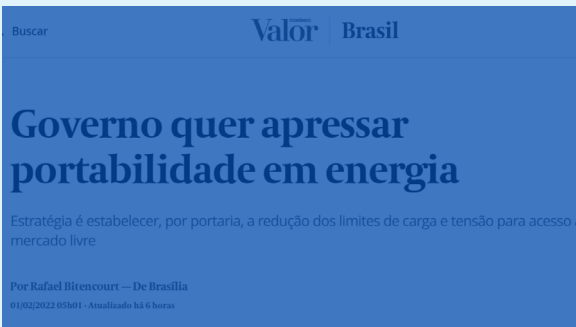 Buscar
Valor Brasil
Governo quer apressar
portabilidade em energia
Estratégia é estabelecer, por portaria, a redução dos limites de carga e tensão para acesso
mercado livre
Por Rafael Bitencourt — De Brasília
01/02/2022 05h01 · Atualizado há 6 horas